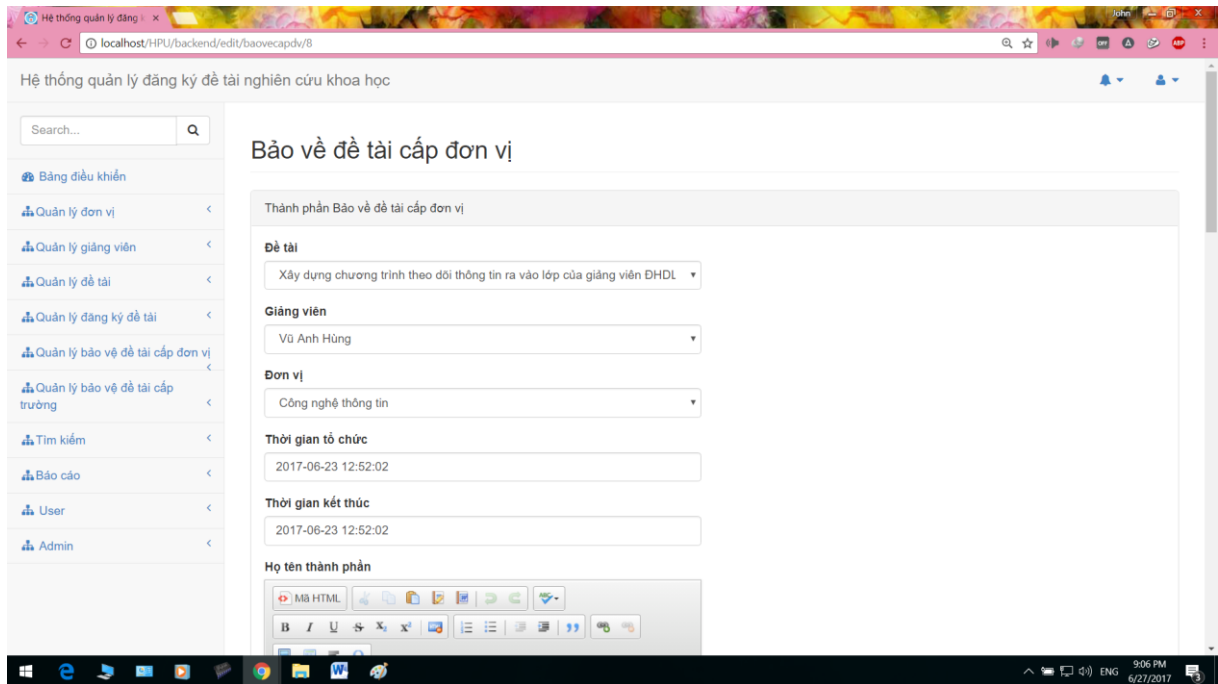 Hệ thống quản lý đăng k
John
localhost/HPU/backend/edit/baovecapdv/8
Hệ thống quản lý đăng ký đề tài nghiên cứu khoa học
Search...
Bảng điều khiển
Quản lý đơn vị
Quản lý giảng viên
Quản lý đề tài
Quản lý đăng ký đề tài
Quản lý bảo vệ đề tài cấp đơn vị
Quản lý bảo vệ đề tài cấp
trường
Tìm kiếm
Báo cáo
User
Admin
Bảo về đề tài cấp đơn vị
Thành phần Bảo về đề tài cấp đơn vị
Đề tài
Xây dựng chương trình theo dõi thông tin ra vào lớp của giảng viên ĐHDL
Giảng viên
Vũ Anh Hùng
Đơn vị
Công nghệ thông tin
Thời gian tổ chức
2017-06-23 12:52:02
Thời gian kết thúc
2017-06-23 12:52:02
Họ tên thành phần
Mã HTML
B I U S X₂ X²
ENG
9:06 PM
6/27/2017
3